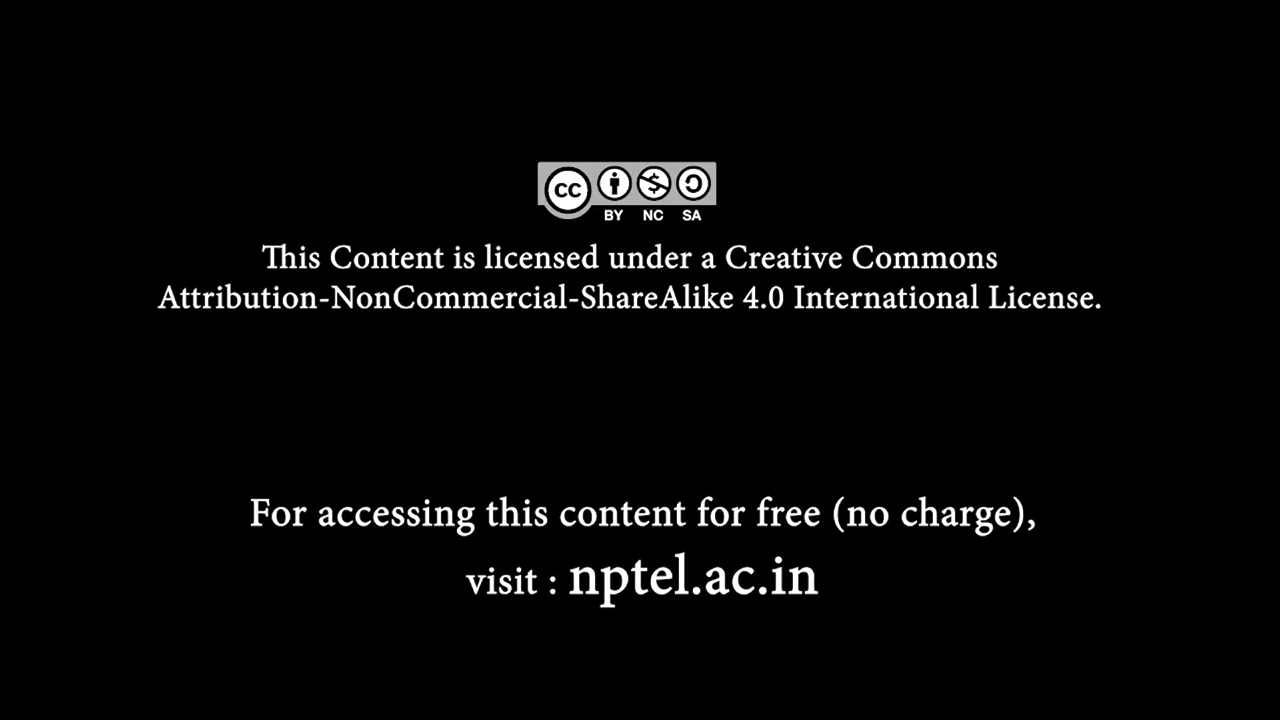 CC BY NC SA
This Content is licensed under a Creative Commons
Attribution-NonCommercial-ShareAlike 4.0 International License.
For accessing this content for free (no charge),
visit : nptel.ac.in